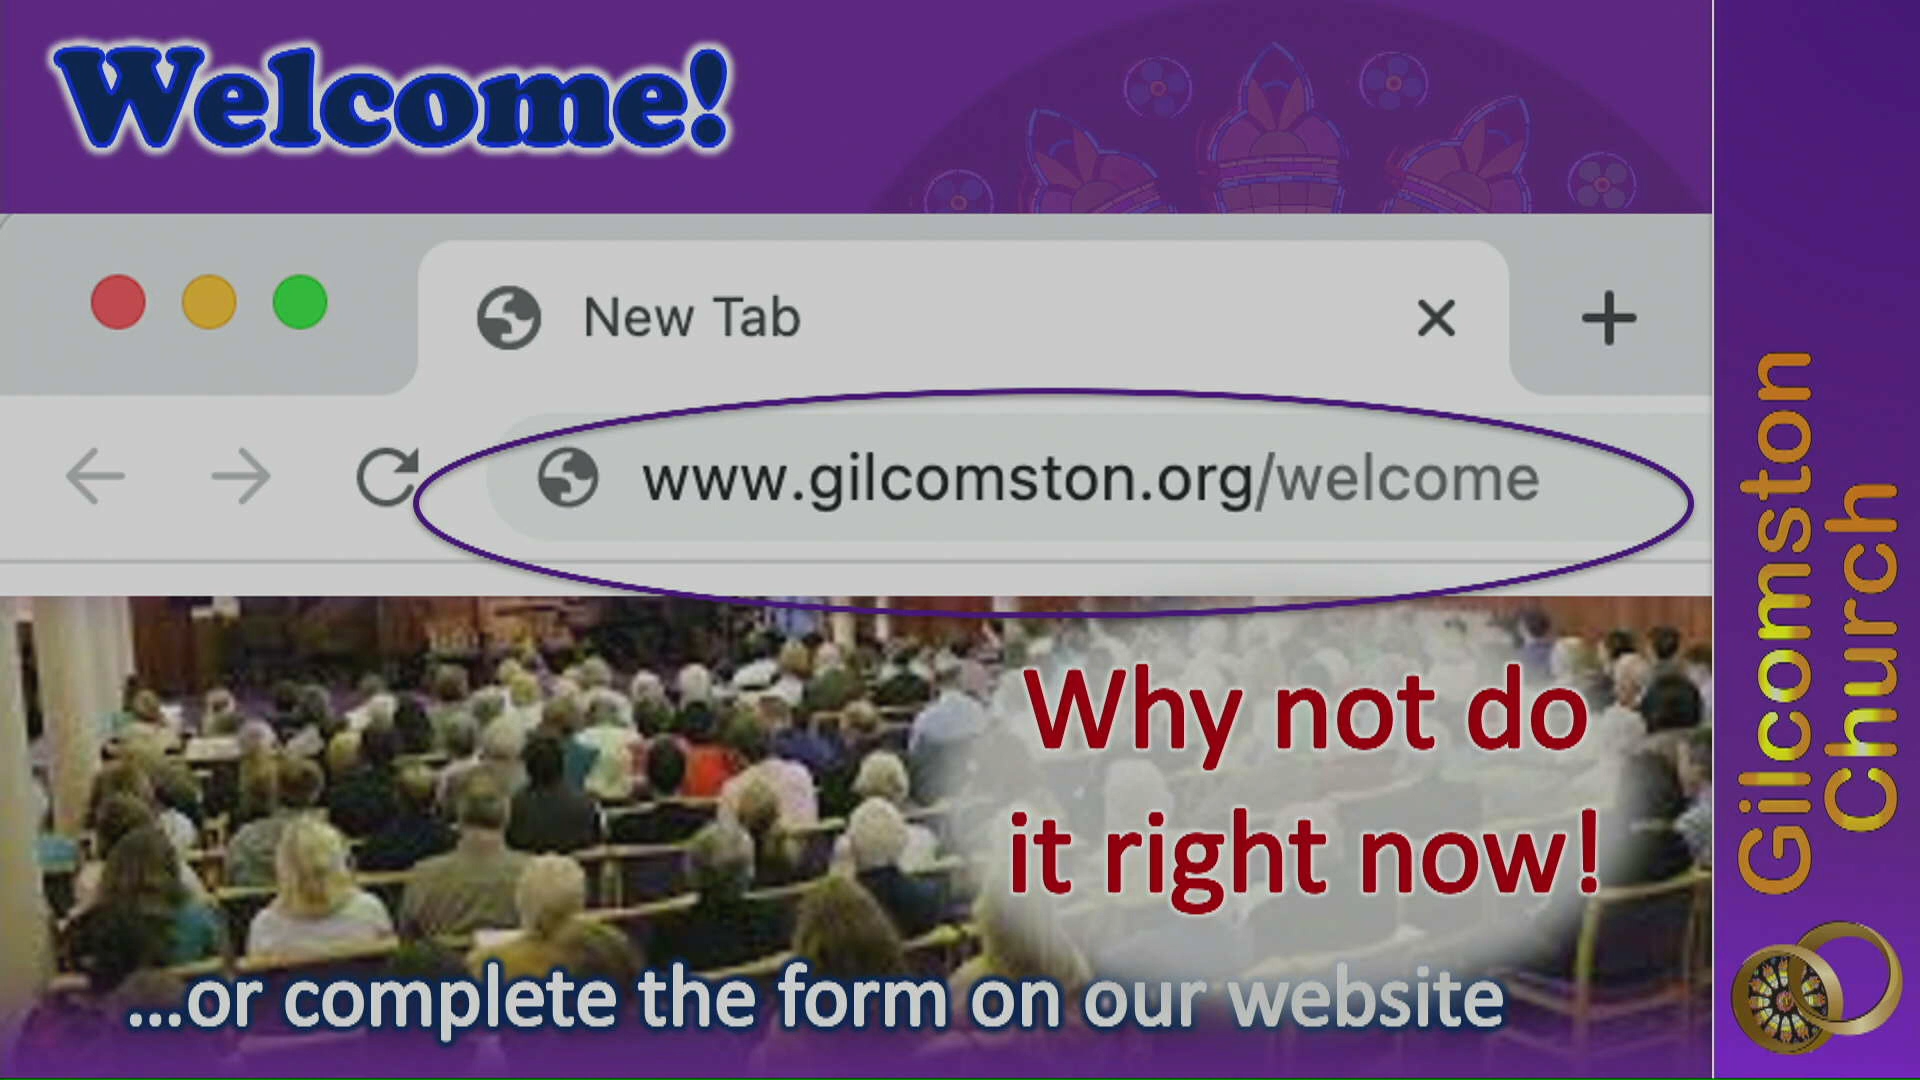 Welcome!
New Tab
www.gilcomston.org/welcome
Why not do
it right now!
...or complete the form on our website
Gilcomston
Church